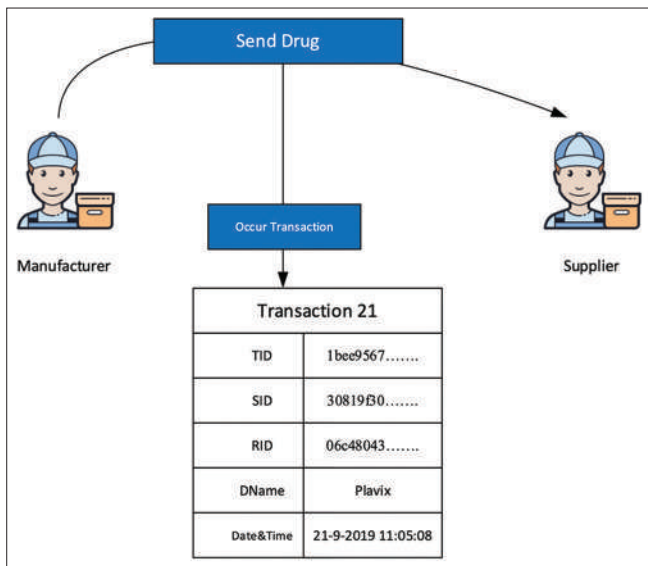 Send Drug
Occur Transaction
Manufacturer
Supplier
Transaction 21
TID 1bee9567.......
SID 30819f30.......
RID 06c48043.......
DName Plavix
Date&Time 21-9-2019 11:05:08